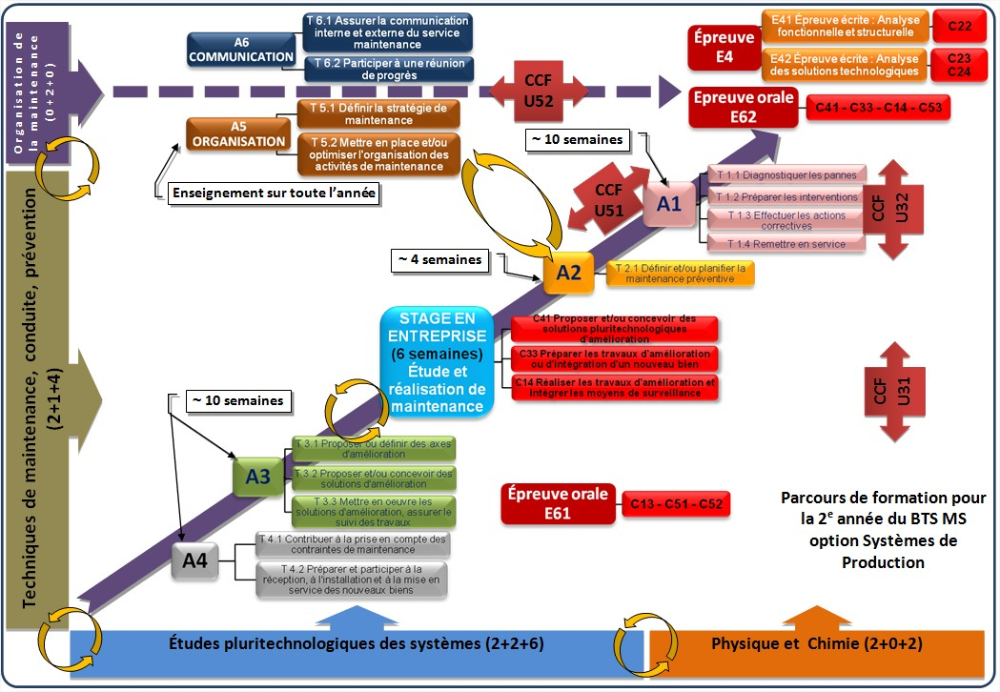 Organisation de
la maintenance
(0+2+0)
A6
COMMUNICATION
T 6.1 Assurer la communication
interne et externe du service
maintenance
T 6.2 Participer à une réunion
de progrès
Épreuve
E4
E41 Épreuve écrite : Analyse
fonctionnelle et structurelle
C22
E42 Épreuve écrite : Analyse
des solutions technologiques
C23
C24
CCF
U52
Epreuve orale
E62
C41 - C33 - C14 - C53
A5
ORGANISATION
T 5.1 Définir la stratégie de
maintenance
T 5.2 Mettre en place et/ou
optimiser l'organisation des
activités de maintenance
Enseignement sur toute l'année
~ 10 semaines
CCF
U51
A1
T 1.1 Diagnostiquer les pannes
T 1.2 Préparer les interventions
T 1.3 Effectuer les actions
correctives
T 1.4 Remettre en service
CCF
U32
~ 4 semaines
A2
T 2.1 Définir et/ou planifier la
maintenance préventive
Techniques de maintenance, conduite, prévention
(2+1+4)
STAGE EN
ENTREPRISE
(6 semaines)
Étude et
réalisation de
maintenance
C41 Proposer et/ou concevoir des
solutions pluritechnologiques
d'amélioration
C33 Préparer les travaux d'amélioration
ou d'intégration d'un nouveau bien
C14 Réaliser les travaux d'amélioration et
intégrer les moyens de surveillance
CCF
U31
~ 10 semaines
A3
T 3.1 Proposer ou définir des axes
d'amélioration
T 3.2 Proposer et/ou concevoir des
solutions d'amélioration
T 3.3 Mettre en oeuvre les
solutions d'amélioration, assurer le
suivi des travaux
Épreuve orale
E61
C13 - C51 - C52
A4
T 4.1 Contribuer à la prise en compte des
contraintes de maintenance
T 4.2 Préparer et participer à la
réception, à l'installation et à la mise en
service des nouveaux biens
Parcours de formation pour
la 2e année du BTS MS
option Systèmes de
Production
Études pluritechnologiques des systèmes (2+2+6)
Physique et Chimie (2+0+2)